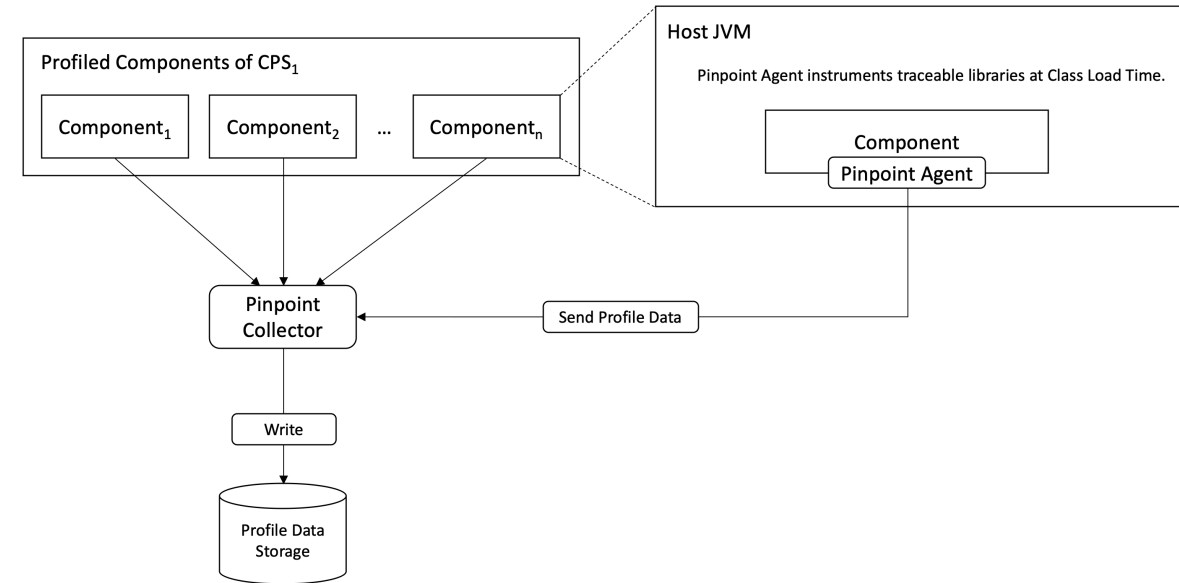 Host JVM
Profiled Components of CPS₁
Pinpoint Agent instruments traceable libraries at Class Load Time.
Component₁
Component₂
...
Componentₙ
Component
Pinpoint Agent
Pinpoint
Collector
Send Profile Data
Write
Profile Data
Storage